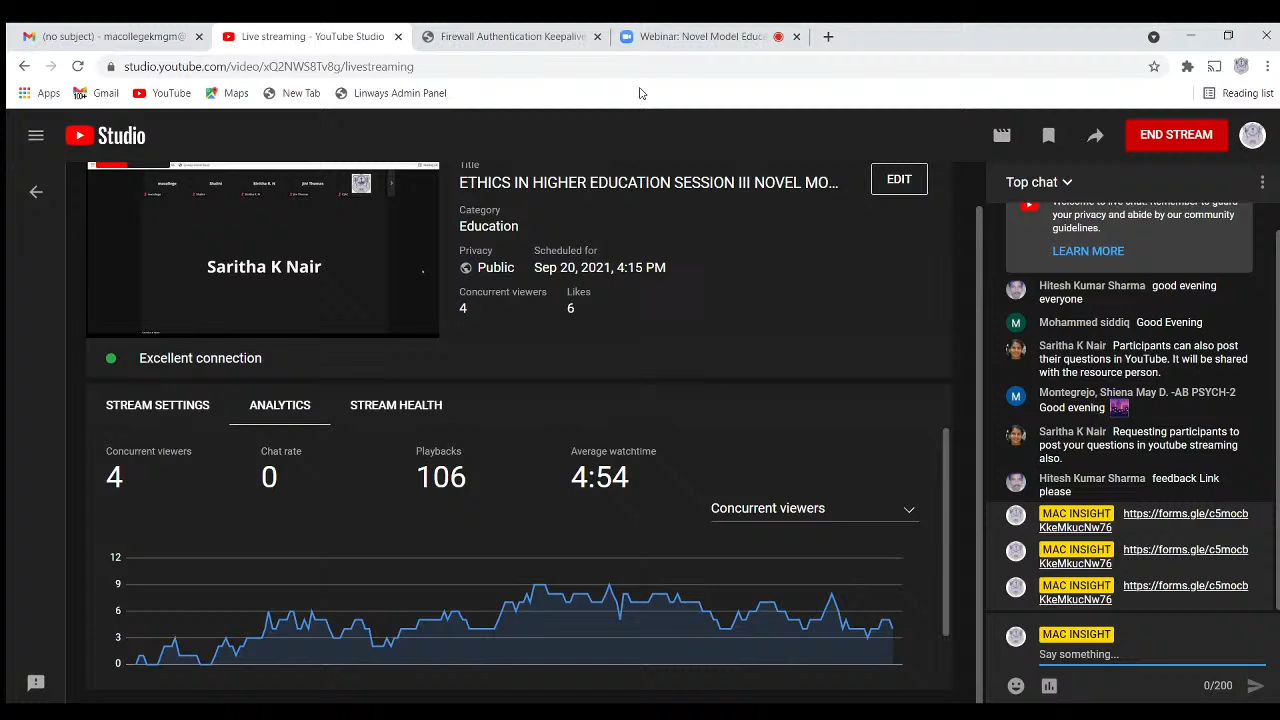 (no subject) - macollegekmgm@
Live streaming - YouTube Studio
Firewall Authentication Keepalive
Webinar: Novel Model Educ
studio.youtube.com/video/xQ2NWS8Tv8g/livestreaming
Apps
100+
Gmail
YouTube
Maps
New Tab
Linways Admin Panel
Reading list
Studio
END STREAM
Saritha K Nair
Title
ETHICS IN HIGHER EDUCATION SESSION III NOVEL MO...
EDIT
Category
Education
Privacy
Scheduled for
Public
Sep 20, 2021, 4:15 PM
Concurrent viewers
Likes
4
6
Excellent connection
STREAM SETTINGS
ANALYTICS
STREAM HEALTH
Concurrent viewers
Chat rate
Playbacks
Average watchtime
4
0
106
4:54
Concurrent viewers
12
9
6
3
0
Top chat
Welcome to live chat! Remember to guard
your privacy and abide by our community
guidelines.
LEARN MORE
Hitesh Kumar Sharma good evening
everyone
M
Mohammed siddiq Good Evening
Saritha K Nair Participants can also post
their questions in YouTube. It will be shared
with the resource person.
M
Montegrejo, Shiena May D. -AB PSYCH-2
Good evening
Saritha K Nair Requesting participants to
post your questions in youtube streaming
also.
Hitesh Kumar Sharma feedback Link
please
MAC INSIGHT https://forms.gle/c5mocb
KkeMkucNw76
MAC INSIGHT https://forms.gle/c5mocb
KkeMkucNw76
MAC INSIGHT https://forms.gle/c5mocb
KkeMkucNw76
MAC INSIGHT
Say something...
0/200